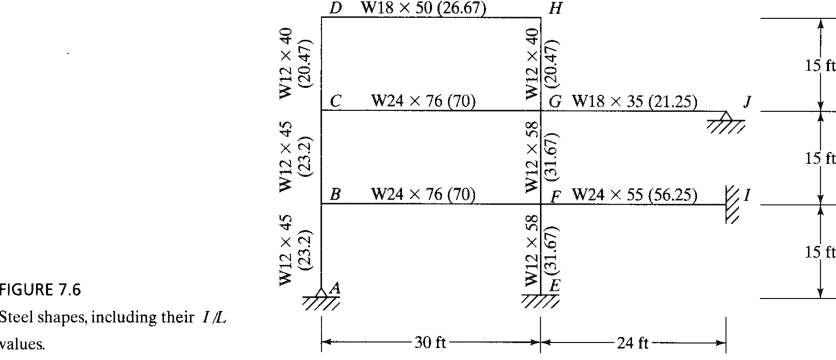 D W18 × 50 (26.67) H
W12 × 40
(20.47)
W12 × 40
(20.47)
15 ft
C W24 × 76 (70) G W18 × 35 (21.25) J
W12 × 45
(23.2)
W12 × 58
(31.67)
15 ft
B W24 × 76 (70) F W24 × 55 (56.25) I
W12 × 45
(23.2)
W12 × 58
(31.67)
15 ft
A E
30 ft 24 ft
FIGURE 7.6
Steel shapes, including their I/L
values.